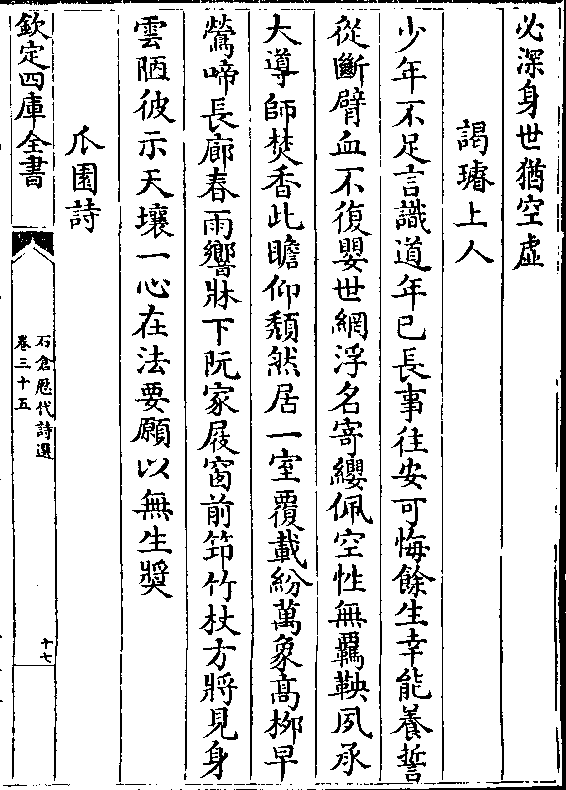 必深身世猶空虚
謁璿上人
少年不足言識道年已長事往安可悔餘生幸能養誓
從斷臂血不復嬰世網浮名寄纓佩空性無羈鞅夙承
大導師焚香此瞻仰頽然居一室覆載紛萬象髙栁早
鶯啼長廊春雨響牀下阮家屐窗前筇竹杖方將見身
雲陋彼示天壤一心在法要願以無生奬
瓜園詩
欽定四庫全書
石倉歴代詩選
卷三十五
十七